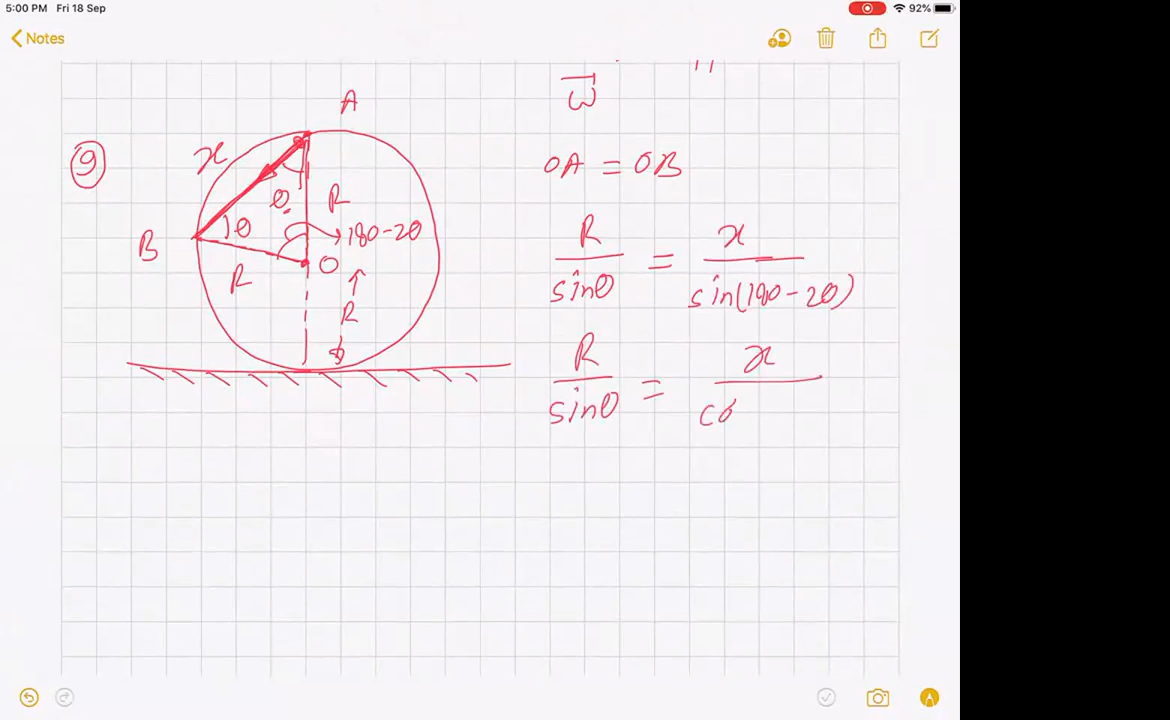 5:00 PM Fri 18 Sep
92%
Notes
ω
A
9
x
OA = OB
θ
R
θ
180-2θ
B
O
R
R
R/sinθ = x/sin(180-2θ)
R/sinθ = x/co